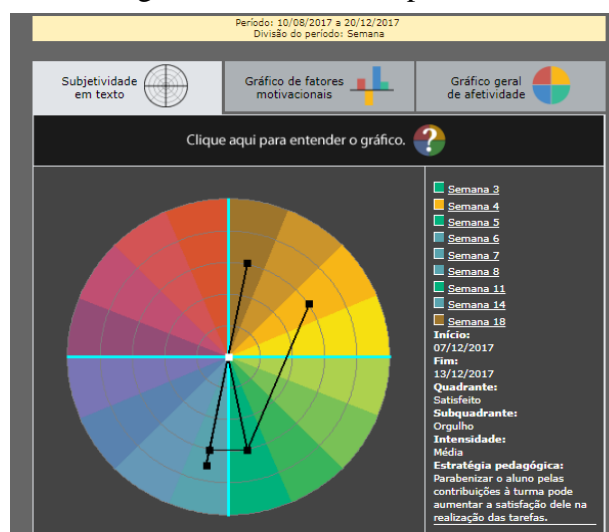 Período: 10/08/2017 a 20/12/2017
Divisão do período: Semana
Subjetividade
em texto
Gráfico de fatores
motivacionais
Gráfico geral
de afetividade
Clique aqui para entender o gráfico.
?
Semana 3
Semana 4
Semana 5
Semana 6
Semana 7
Semana 8
Semana 11
Semana 14
Semana 18
Início:
07/12/2017
Fim:
13/12/2017
Quadrante:
Satisfeito
Subquadrante:
Orgulho
Intensidade:
Média
Estratégia pedagógica:
Parabenizar o aluno pelas
contribuições à turma pode
aumentar a satisfação dele na
realização das tarefas.